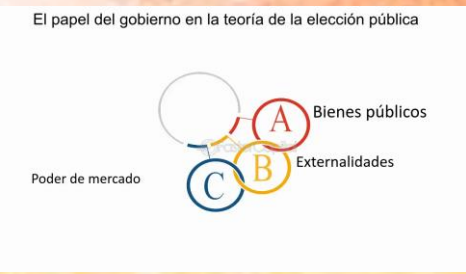 El papel del gobierno en la teoría de la elección pública
A
Bienes públicos
B
Externalidades
C
Poder de mercado